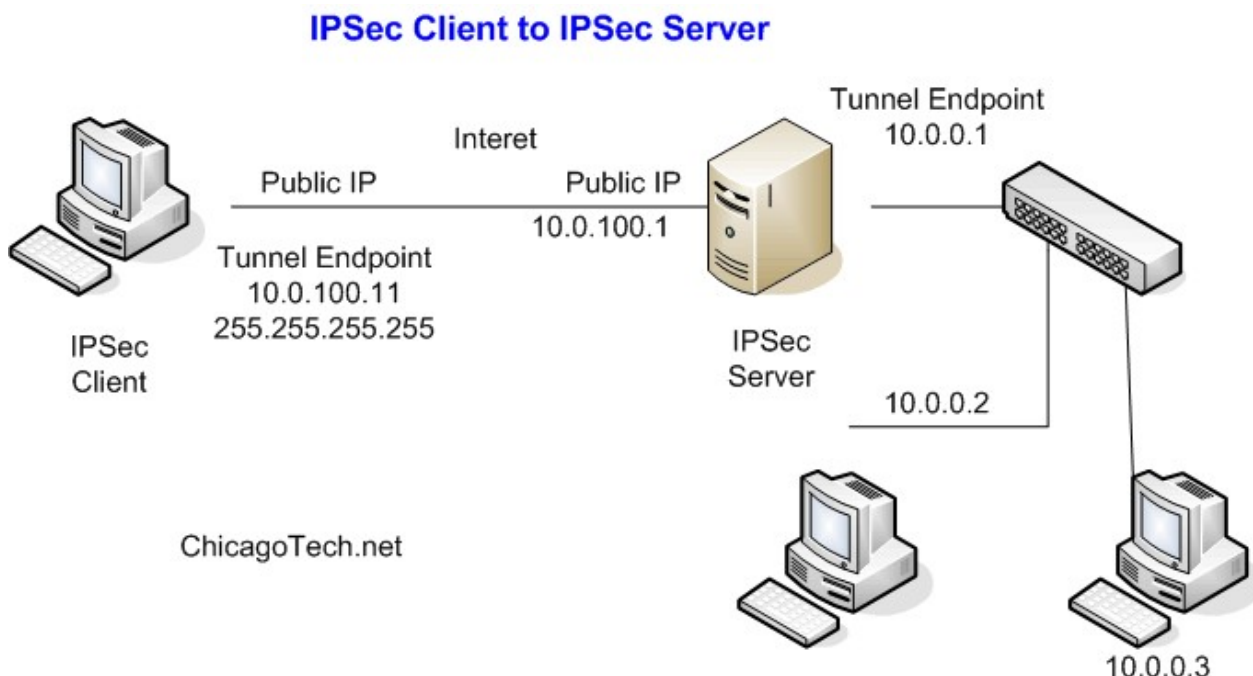 IPSec Client to IPSec Server
Tunnel Endpoint
10.0.0.1
Interet
Public IP
Public IP
10.0.100.1
Tunnel Endpoint
10.0.100.11
255.255.255.255
IPSec
Client
IPSec
Server
10.0.0.2
ChicagoTech.net
10.0.0.3